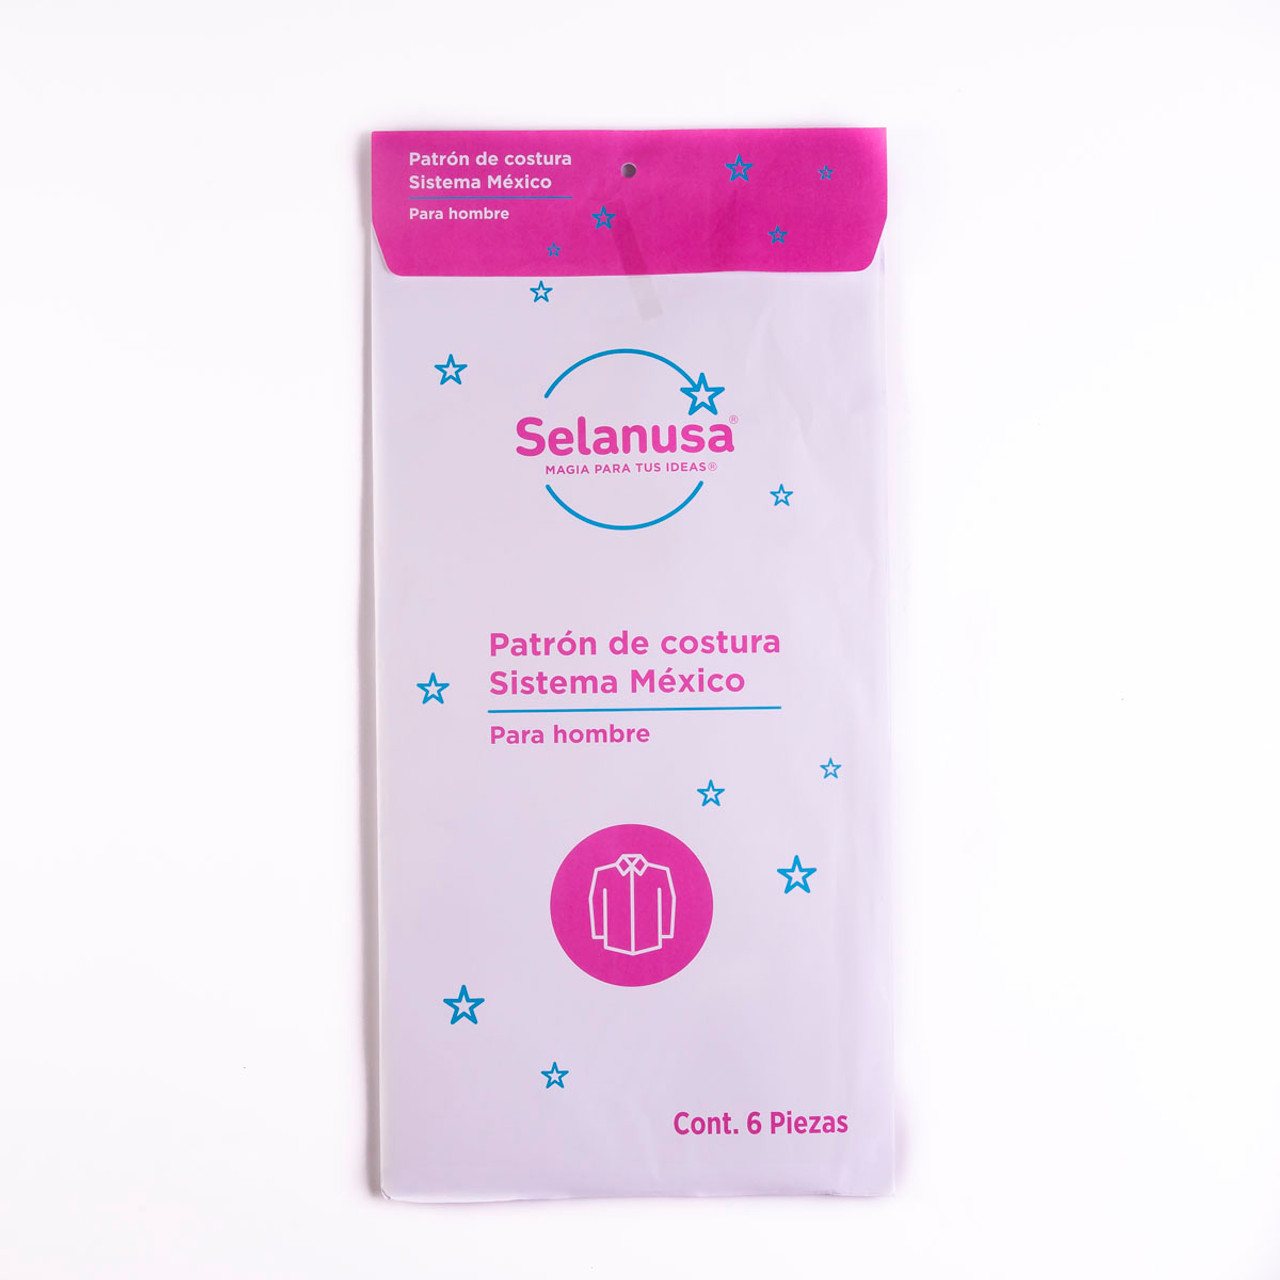 Patrón de costura
Sistema México
Para hombre
Selanusa®
MAGIA PARA TUS IDEAS®
Patrón de costura
Sistema México
Para hombre
Cont. 6 Piezas